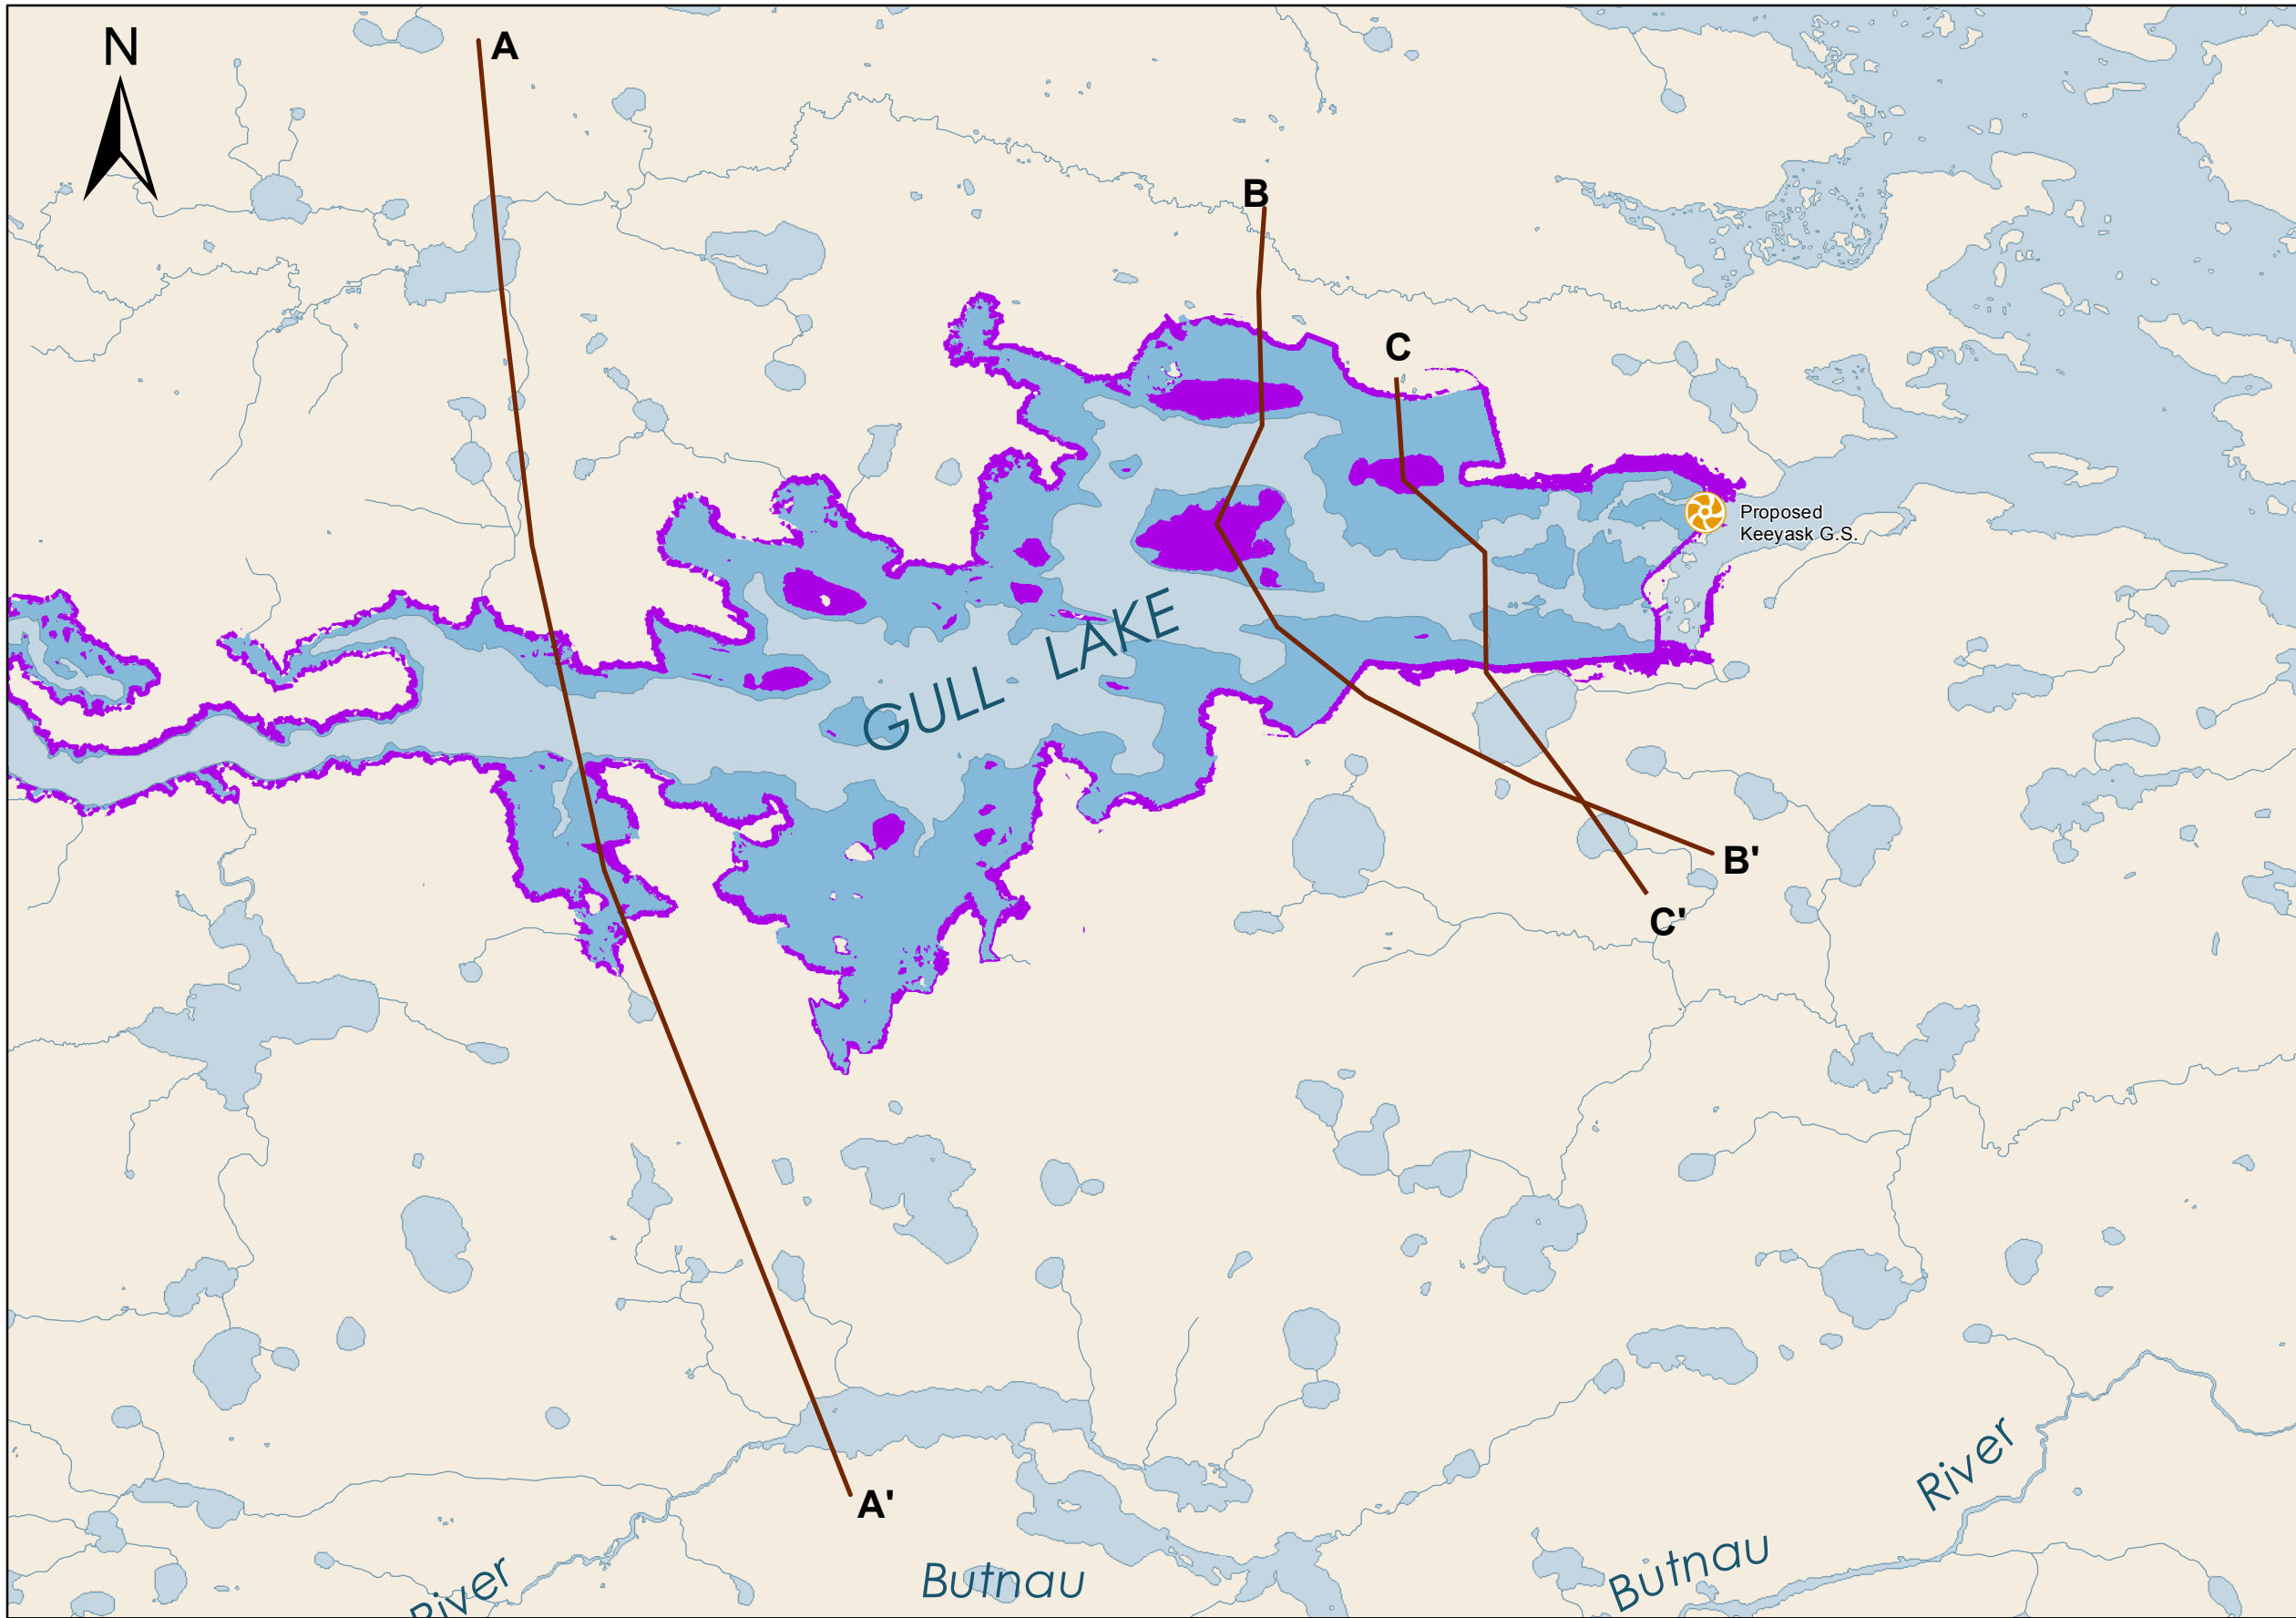 N
A
B
C
Proposed
Keeyask G.S.
GULL LAKE
B'
C'
A'
River
Butnau
River
Butnau